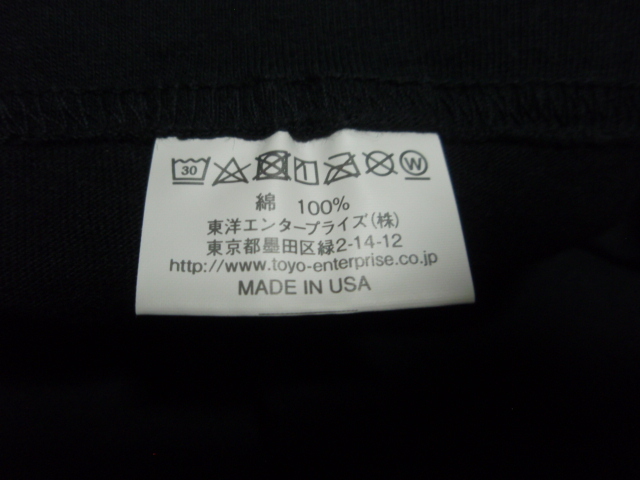 30 W
綿 100%
東洋エンタープライズ(株)
東京都墨田区緑2-14-12
http://www.toyo-enterprise.co.jp
MADE IN USA